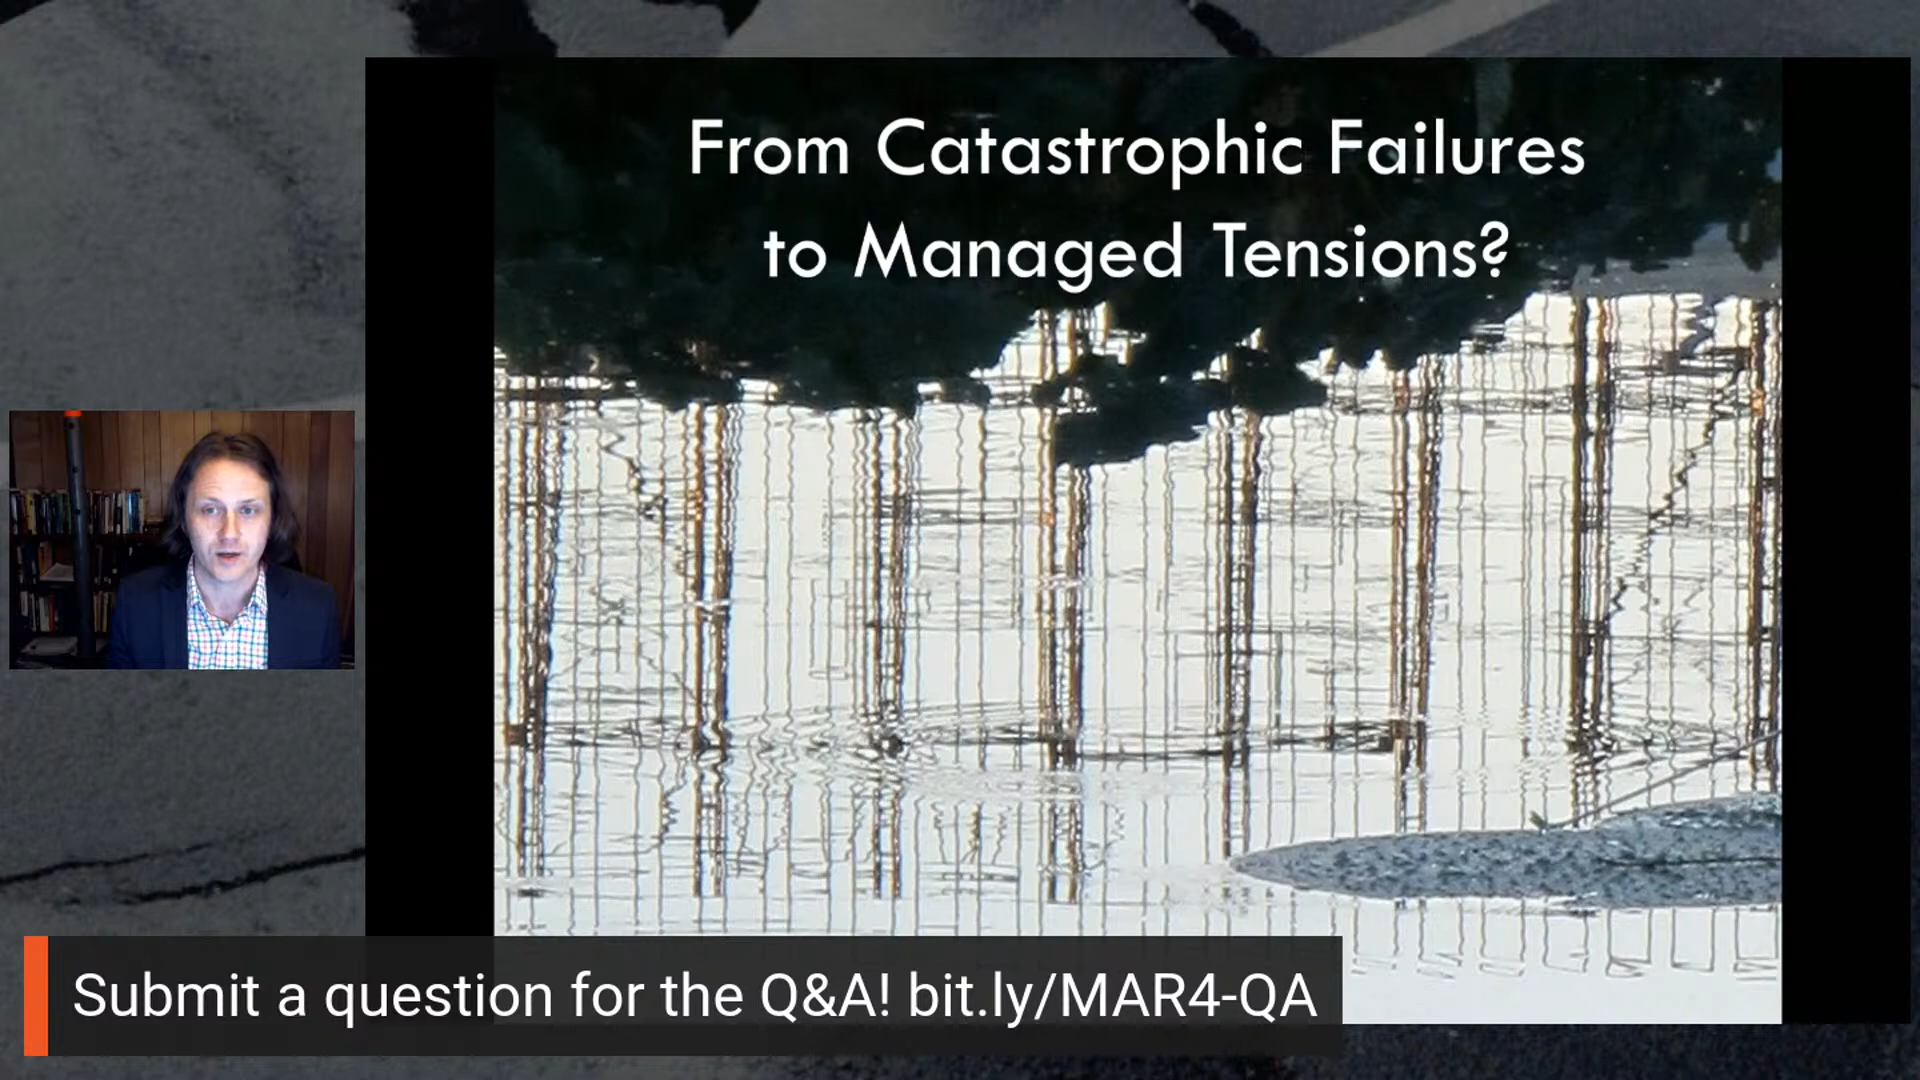 From Catastrophic Failures
to Managed Tensions?
Submit a question for the Q&A! bit.ly/MAR4-QA